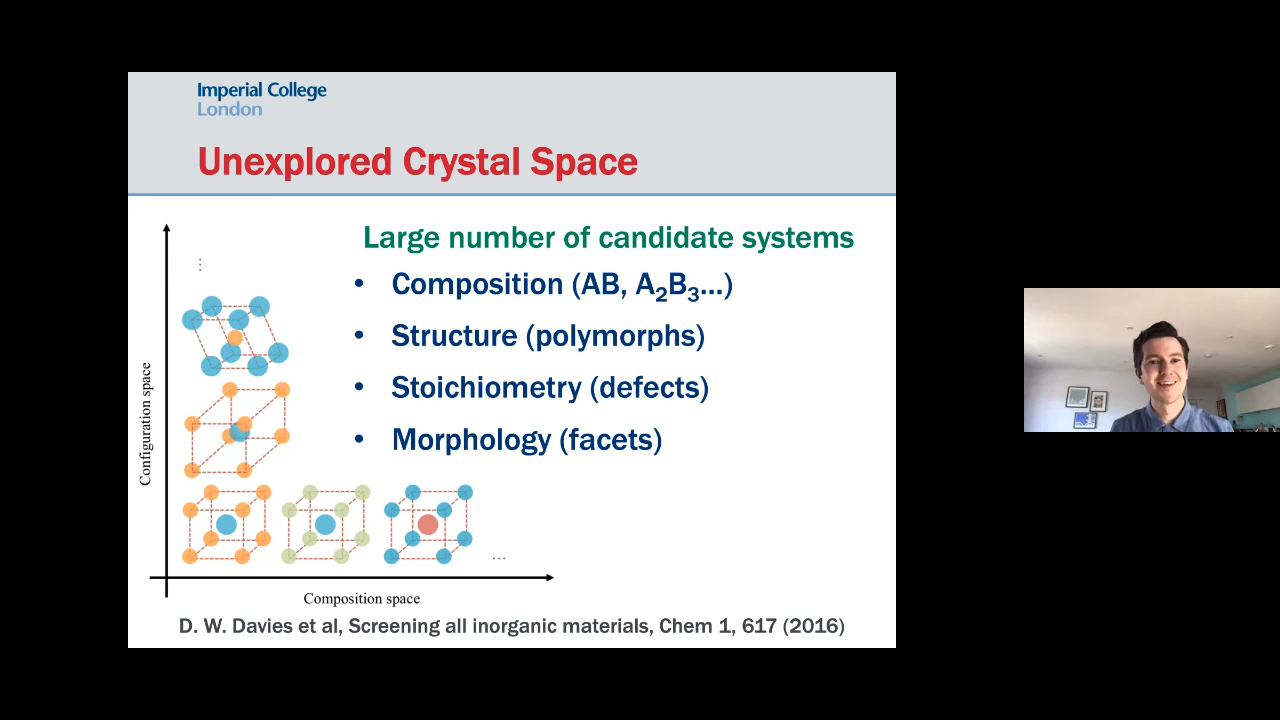 Imperial College
London
Unexplored Crystal Space
Large number of candidate systems
• Composition (AB, A₂B₃...)
• Structure (polymorphs)
• Stoichiometry (defects)
• Morphology (facets)
Configuration space
Composition space
D. W. Davies et al, Screening all inorganic materials, Chem 1, 617 (2016)